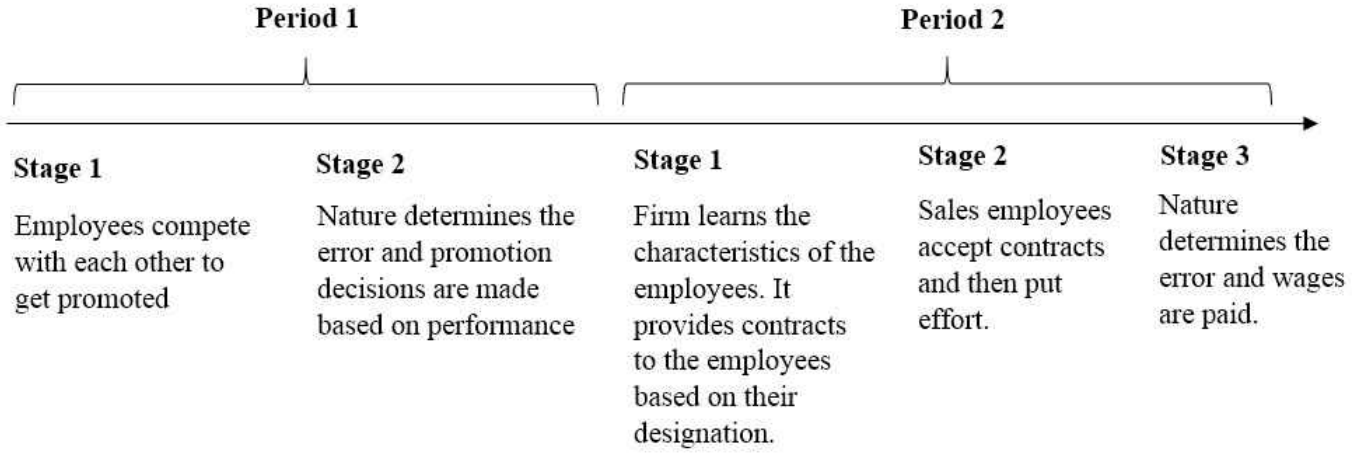 Period 1
Period 2
Stage 1
Employees compete
with each other to
get promoted
Stage 2
Nature determines the
error and promotion
decisions are made
based on performance
Stage 1
Firm learns the
characteristics of the
employees. It
provides contracts
to the employees
based on their
designation.
Stage 2
Sales employees
accept contracts
and then put
effort.
Stage 3
Nature
determines the
error and wages
are paid.